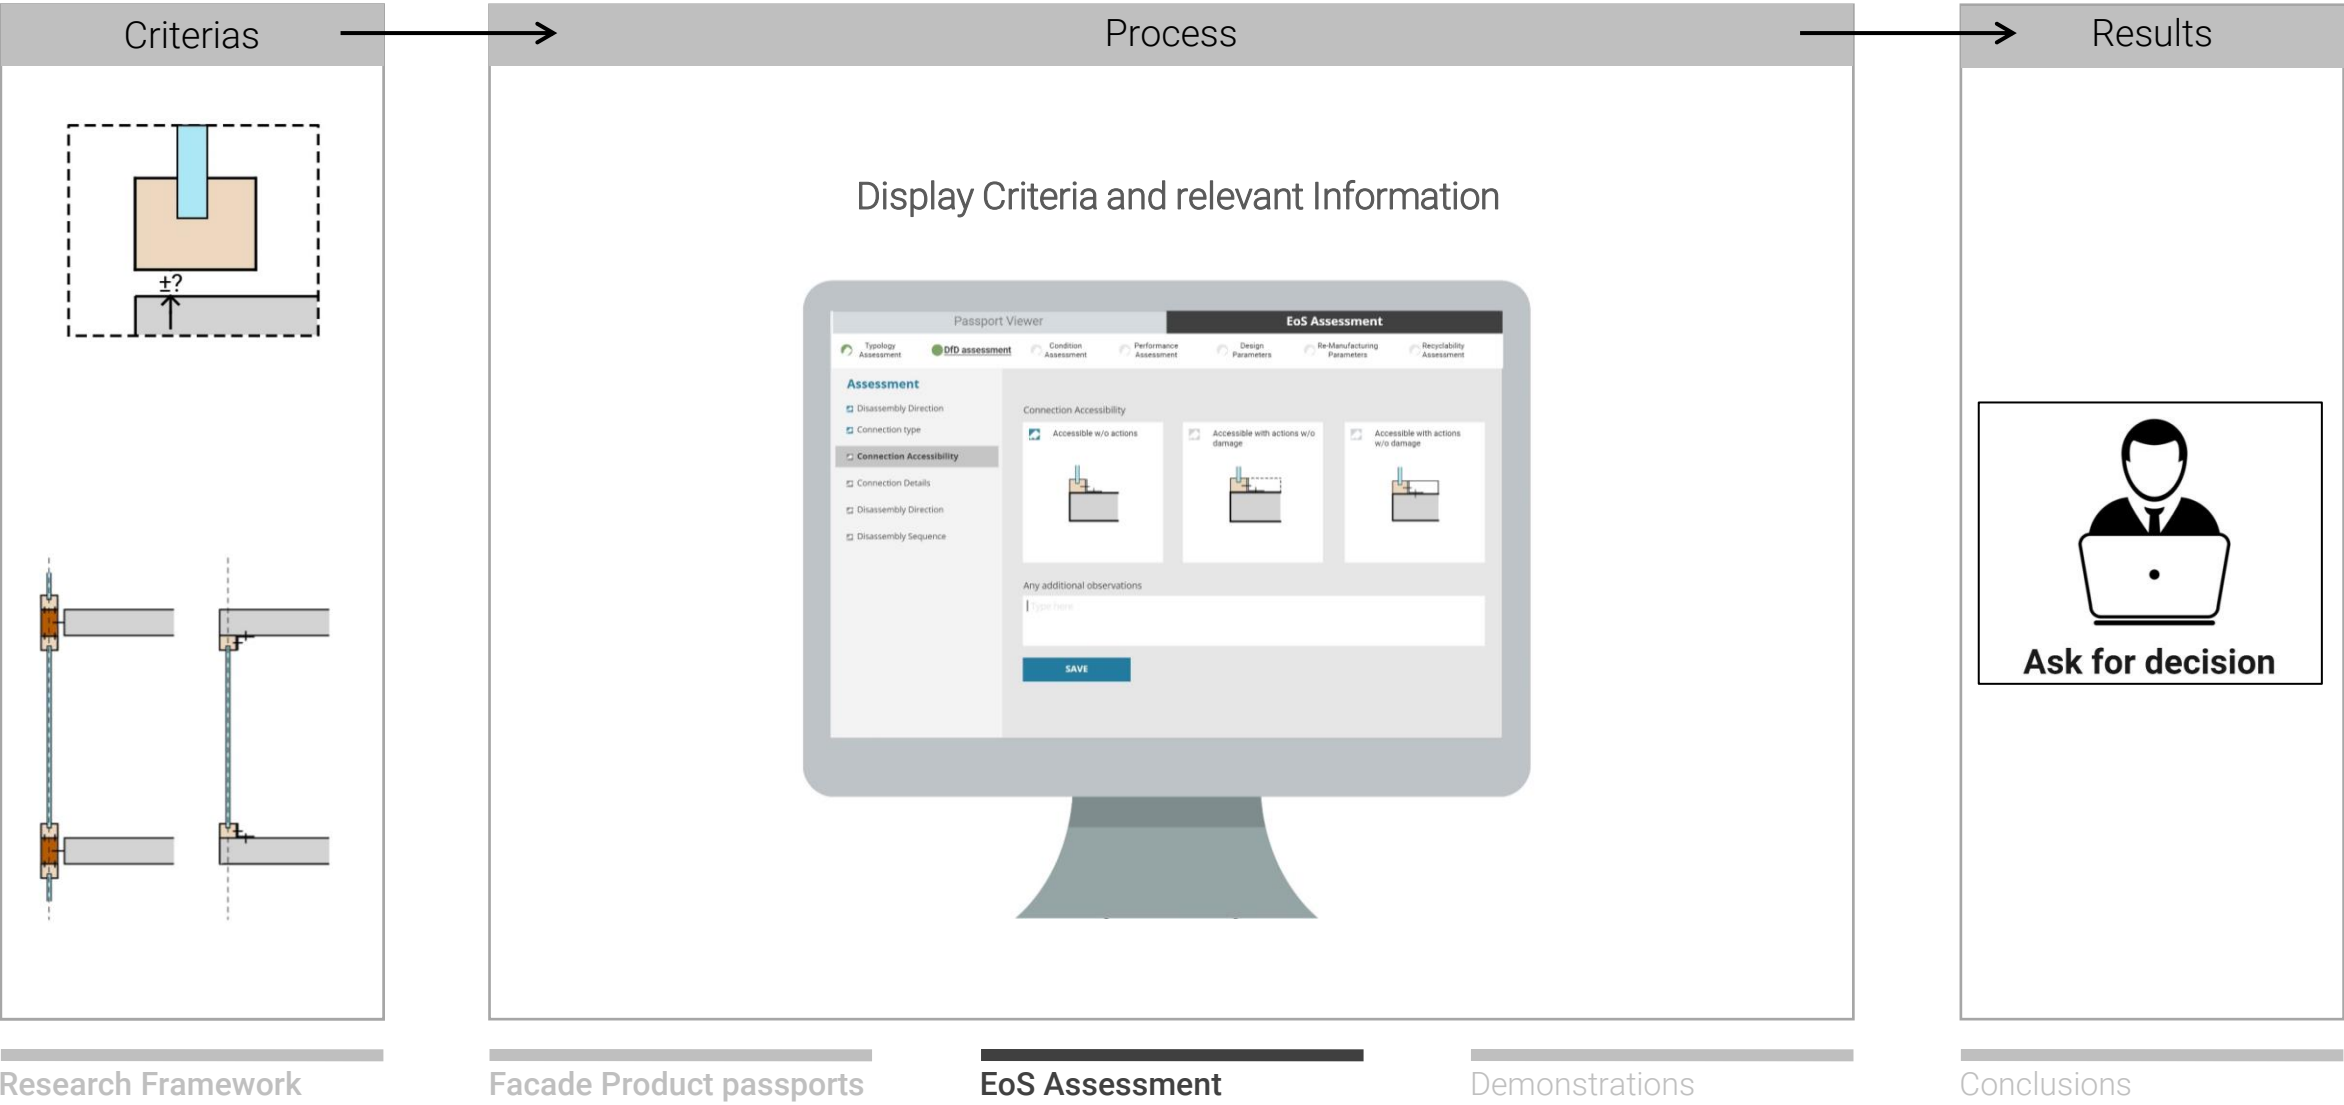 Criterias
Process
Results
±?
Display Criteria and relevant Information
Passport Viewer
EoS Assessment
Typology
Assessment
DfD assessment
Condition
Assessment
Performance
Assessment
Design
Parameters
Re-Manufacturing
Parameters
Recyclability
Assessment
Assessment
Disassembly Direction
Connection type
Connection Accessibility
Connection Details
Disassembly Direction
Disassembly Sequence
Connection Accessibility
Accessible w/o actions
Accessible with actions w/o
damage
Accessible with actions
w/o damage
Any additional observations
Type here
SAVE
Ask for decision
Research Framework
Facade Product passports
EoS Assessment
Demonstrations
Conclusions